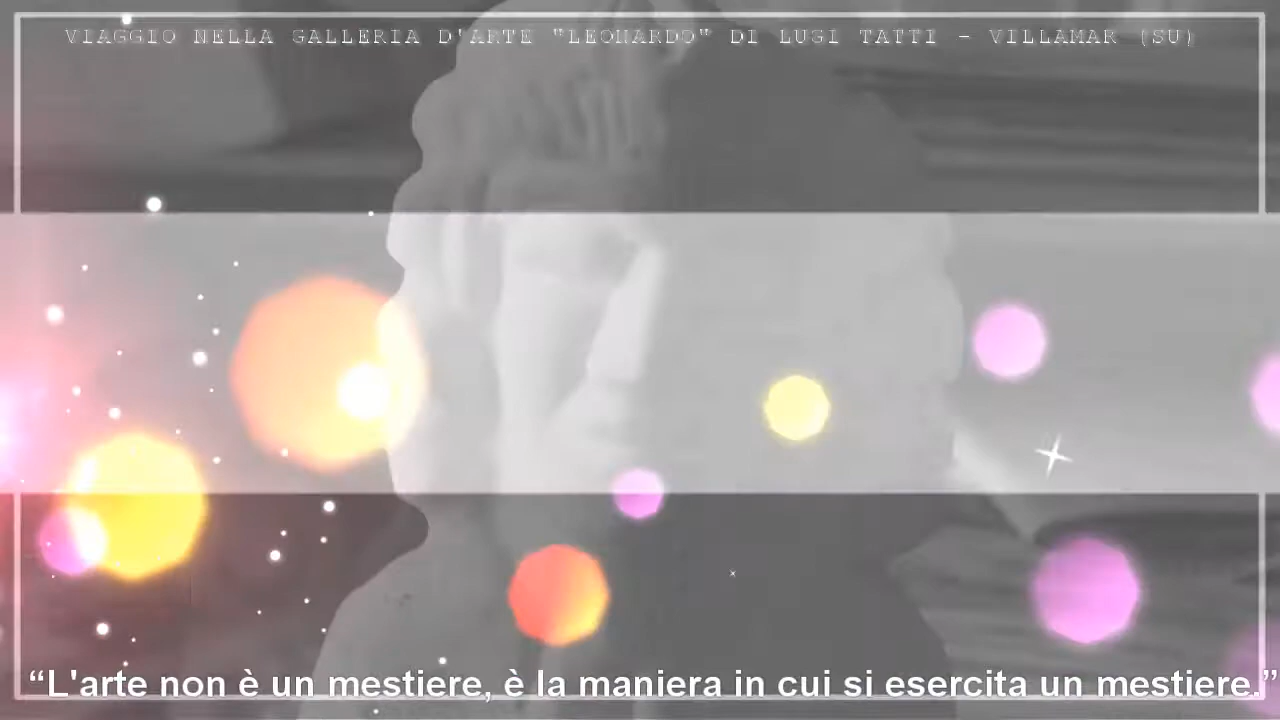 VIAGGIO NELLA GALLERIA D'ARTE "LEONARDO" DI LUGI TATTI - VILLAMAR (SU)
“L'arte non è un mestiere, è la maniera in cui si esercita un mestiere.”